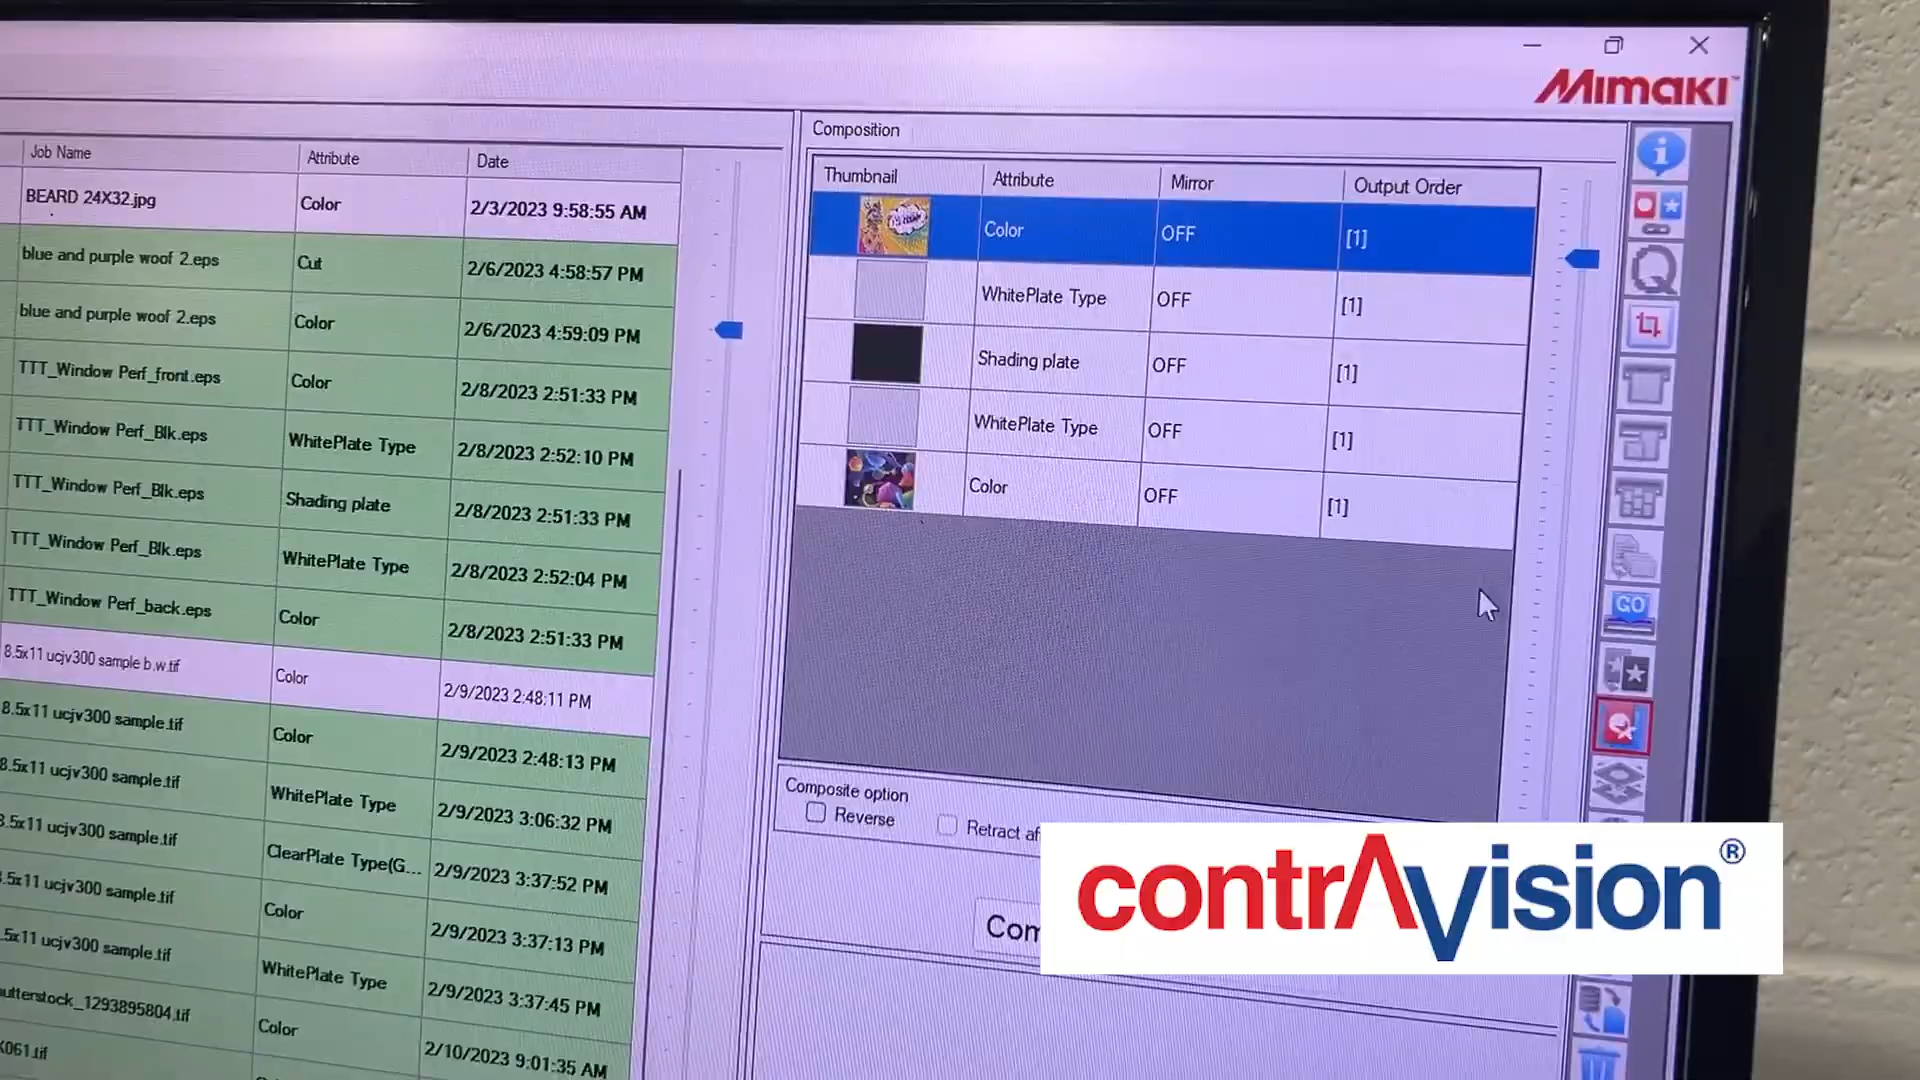 Mimaki
Composition
Job Name Attribute Date
BEARD 24X32.jpg Color 2/3/2023 9:58:55 AM
blue and purple woof 2.eps Cut 2/6/2023 4:58:57 PM
blue and purple woof 2.eps Color 2/6/2023 4:59:09 PM
TTT_Window Perf_front.eps Color 2/8/2023 2:51:33 PM
TTT_Window Perf_Blk.eps WhitePlate Type 2/8/2023 2:52:10 PM
TTT_Window Perf_Blk.eps Shading plate 2/8/2023 2:51:33 PM
TTT_Window Perf_Blk.eps WhitePlate Type 2/8/2023 2:52:04 PM
TTT_Window Perf_back.eps Color 2/8/2023 2:51:33 PM
8.5x11 ucjv300 sample b.w.tif Color 2/9/2023 2:48:11 PM
8.5x11 ucjv300 sample.tif Color 2/9/2023 2:48:13 PM
8.5x11 ucjv300 sample.tif WhitePlate Type 2/9/2023 3:06:32 PM
8.5x11 ucjv300 sample.tif ClearPlate Type(G... 2/9/2023 3:37:52 PM
.5x11 ucjv300 sample.tif Color 2/9/2023 3:37:13 PM
.5x11 ucjv300 sample.tif WhitePlate Type 2/9/2023 3:37:45 PM
utterstock_1293895804.tif Color 2/10/2023 9:01:35 AM
K061.tif
Thumbnail Attribute Mirror Output Order
Color OFF [1]
WhitePlate Type OFF [1]
Shading plate OFF [1]
WhitePlate Type OFF [1]
Color OFF [1]
GO
Composite option
Reverse Retract af
Com
contrAvision®